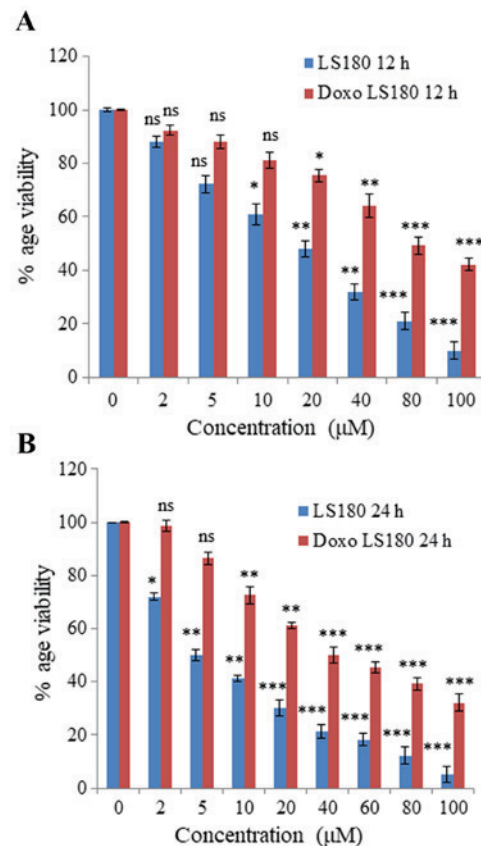 A
120
LS180 12 h
Doxo LS180 12 h
100
ns ns
ns
ns
ns
*
*
**
**
**
***
***
***
***
80
60
40
20
0
% age viability
0 2 5 10 20 40 80 100
Concentration (μM)
B
120
LS180 24 h
Doxo LS180 24 h
100
ns
ns
*
**
**
**
**
***
***
***
***
***
***
***
***
***
80
60
40
20
0
% age viability
0 2 5 10 20 40 60 80 100
Concentration (μM)